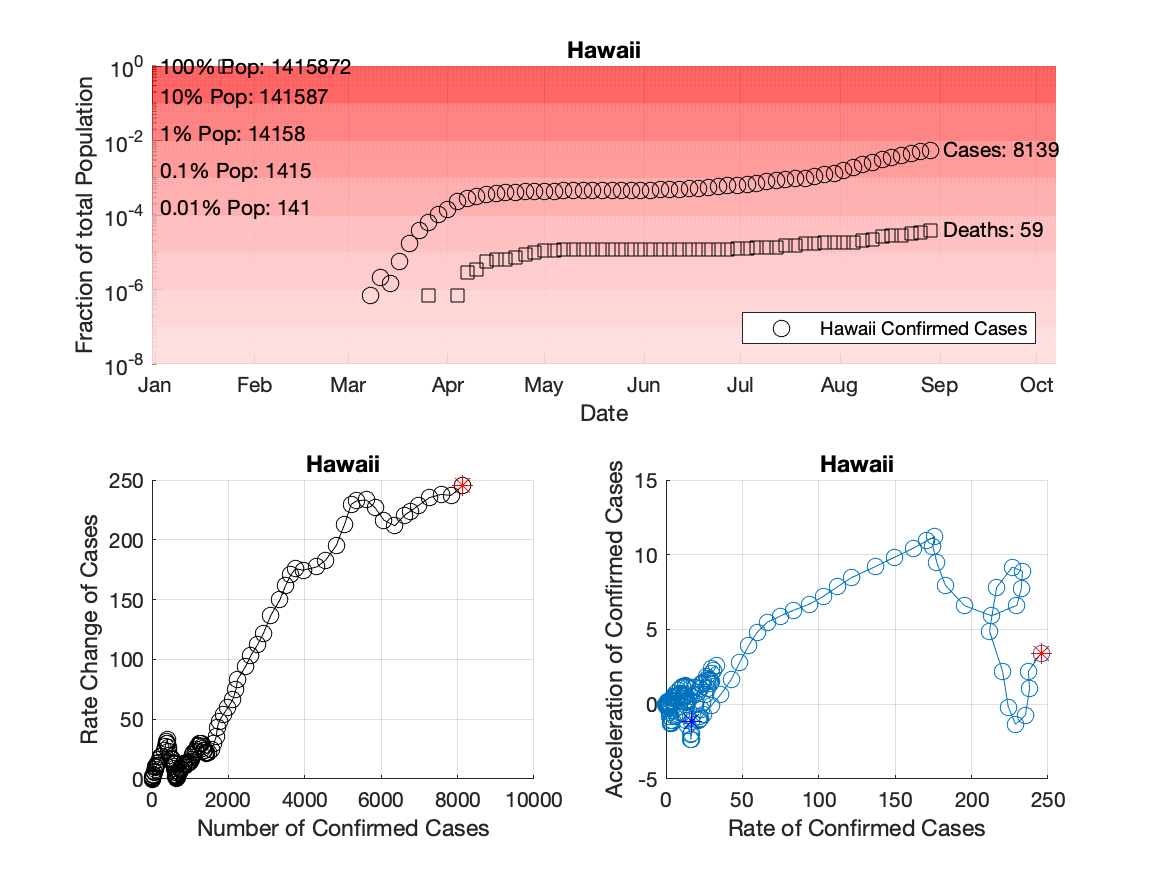 Hawaii
Fraction of total Population
10^0
10^-2
10^-4
10^-6
10^-8
100% Pop: 1415872
10% Pop: 141587
1% Pop: 14158
0.1% Pop: 1415
0.01% Pop: 141
Cases: 8139
Deaths: 59
Hawaii Confirmed Cases
Jan Feb Mar Apr May Jun Jul Aug Sep Oct
Date
Hawaii
Rate Change of Cases
250
200
150
100
50
0
0 2000 4000 6000 8000 10000
Number of Confirmed Cases
Hawaii
Acceleration of Confirmed Cases
15
10
5
0
-5
0 50 100 150 200 250
Rate of Confirmed Cases